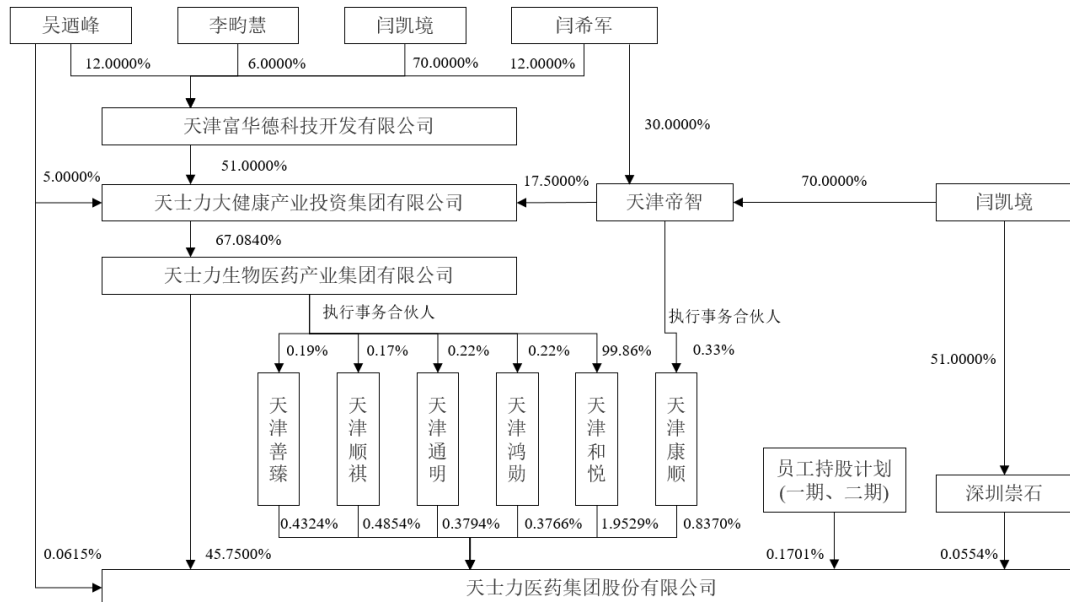 吴迺峰
李畇慧
闫凯境
闫希军
12.0000%
6.0000%
70.0000%
12.0000%
天津富华德科技开发有限公司
30.0000%
5.0000%
51.0000%
17.5000%
70.0000%
天士力大健康产业投资集团有限公司
天津帝智
闫凯境
67.0840%
天士力生物医药产业集团有限公司
执行事务合伙人
执行事务合伙人
0.19%
0.17%
0.22%
0.22%
99.86%
0.33%
51.0000%
天津善臻
天津顺祺
天津通明
天津鸿勋
天津和悦
天津康顺
员工持股计划
(一期、二期)
深圳崇石
0.4324%
0.4854%
0.3794%
0.3766%
1.9529%
0.8370%
0.0615%
45.7500%
0.1701%
0.0554%
天士力医药集团股份有限公司